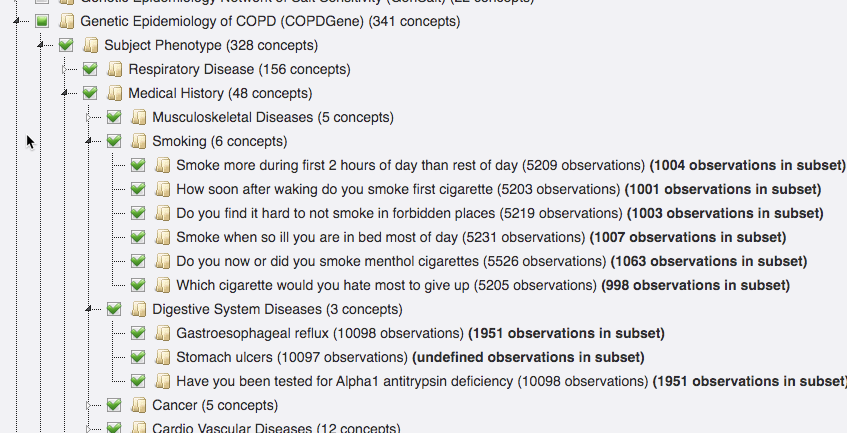 Genetic Epidemiology Network of Salt Sensitivity (GenSalt) (22 concepts)
Genetic Epidemiology of COPD (COPDGene) (341 concepts)
Subject Phenotype (328 concepts)
Respiratory Disease (156 concepts)
Medical History (48 concepts)
Musculoskeletal Diseases (5 concepts)
Smoking (6 concepts)
Smoke more during first 2 hours of day than rest of day (5209 observations) (1004 observations in subset)
How soon after waking do you smoke first cigarette (5203 observations) (1001 observations in subset)
Do you find it hard to not smoke in forbidden places (5219 observations) (1003 observations in subset)
Smoke when so ill you are in bed most of day (5231 observations) (1007 observations in subset)
Do you now or did you smoke menthol cigarettes (5526 observations) (1063 observations in subset)
Which cigarette would you hate most to give up (5205 observations) (998 observations in subset)
Digestive System Diseases (3 concepts)
Gastroesophageal reflux (10098 observations) (1951 observations in subset)
Stomach ulcers (10097 observations) (undefined observations in subset)
Have you been tested for Alpha1 antitrypsin deficiency (10098 observations) (1951 observations in subset)
Cancer (5 concepts)
Cardio Vascular Diseases (12 concepts)